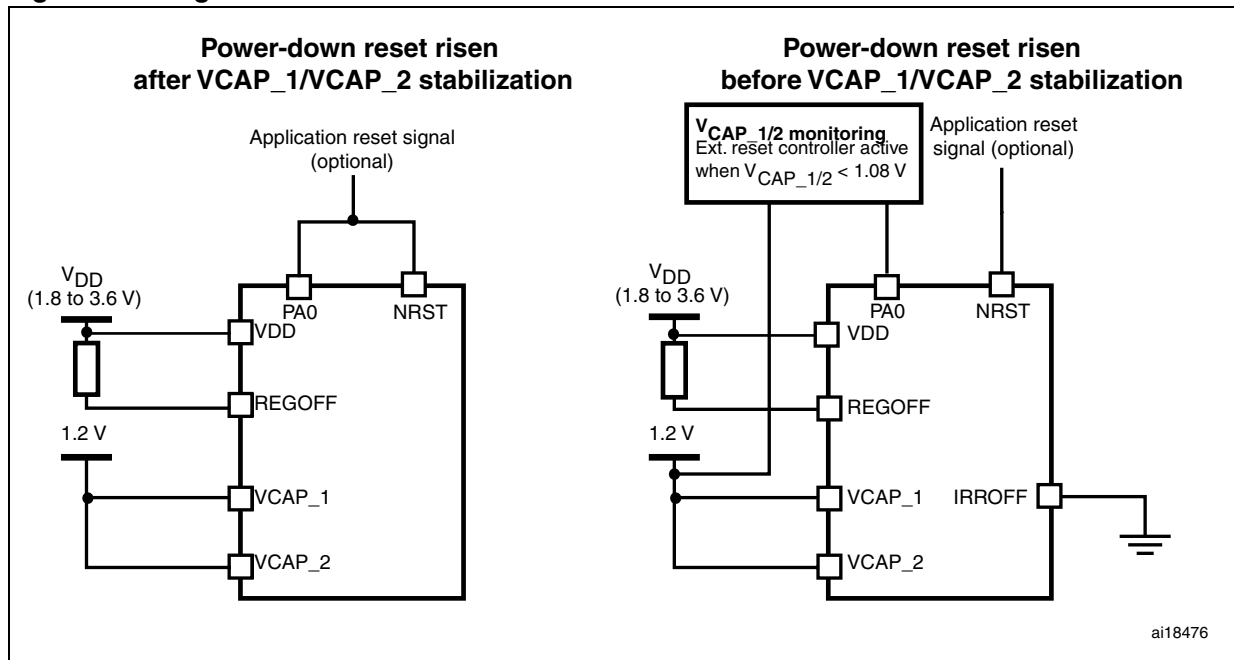 Power-down reset risen
after VCAP_1/VCAP_2 stabilization
Application reset signal
(optional)
VDD
(1.8 to 3.6 V)
PA0
NRST
VDD
REGOFF
1.2 V
VCAP_1
VCAP_2
Power-down reset risen
before VCAP_1/VCAP_2 stabilization
VCAP_1/2 monitoring
Ext. reset controller active
when VCAP_1/2 < 1.08 V
Application reset
signal (optional)
VDD
(1.8 to 3.6 V)
PA0
NRST
VDD
REGOFF
1.2 V
VCAP_1
IRROFF
VCAP_2
ai18476